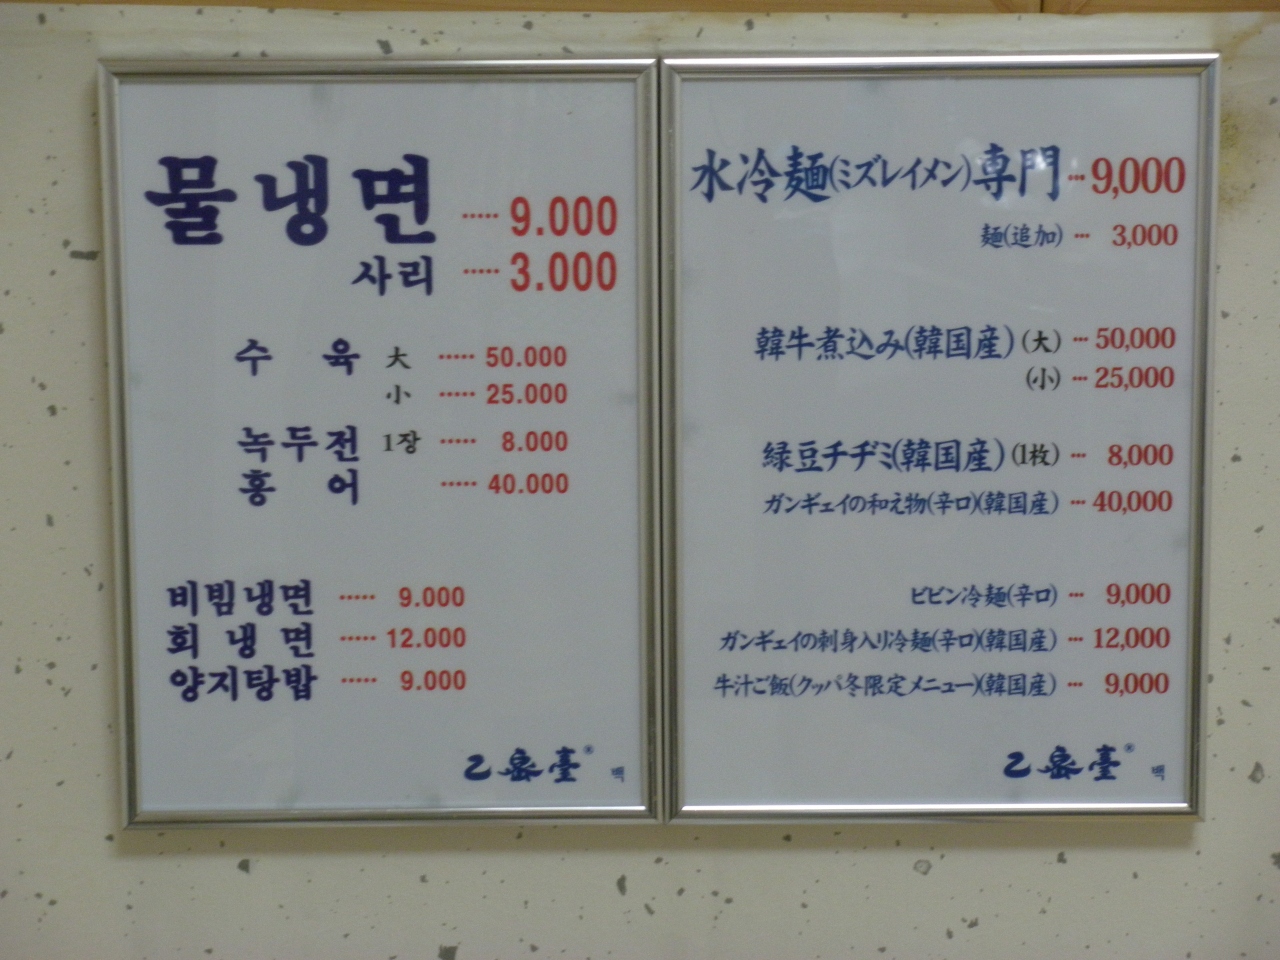 물냉면 ····· 9.000
사리 ····· 3.000
수 육 大 ····· 50.000
小 ····· 25.000
녹두전 1장 ····· 8.000
홍 어 ····· 40.000
비빔냉면 ····· 9.000
회 냉 면 ····· 12.000
양지탕밥 ····· 9.000
乙密臺® 백
水冷麺(ミズレイメン)専門 ··· 9,000
麺(追加) ··· 3,000
韓牛煮込み(韓国産) (大) ··· 50,000
(小) ··· 25,000
緑豆チヂミ(韓国産) (1枚) ··· 8,000
ガンギェイの和え物(辛口)(韓国産) ··· 40,000
ビビン冷麺(辛口) ··· 9,000
ガンギェイの刺身入り冷麺(辛口)(韓国産) ··· 12,000
牛汁ご飯(クッパ冬限定メニュー)(韓国産) ··· 9,000
乙密臺® 백